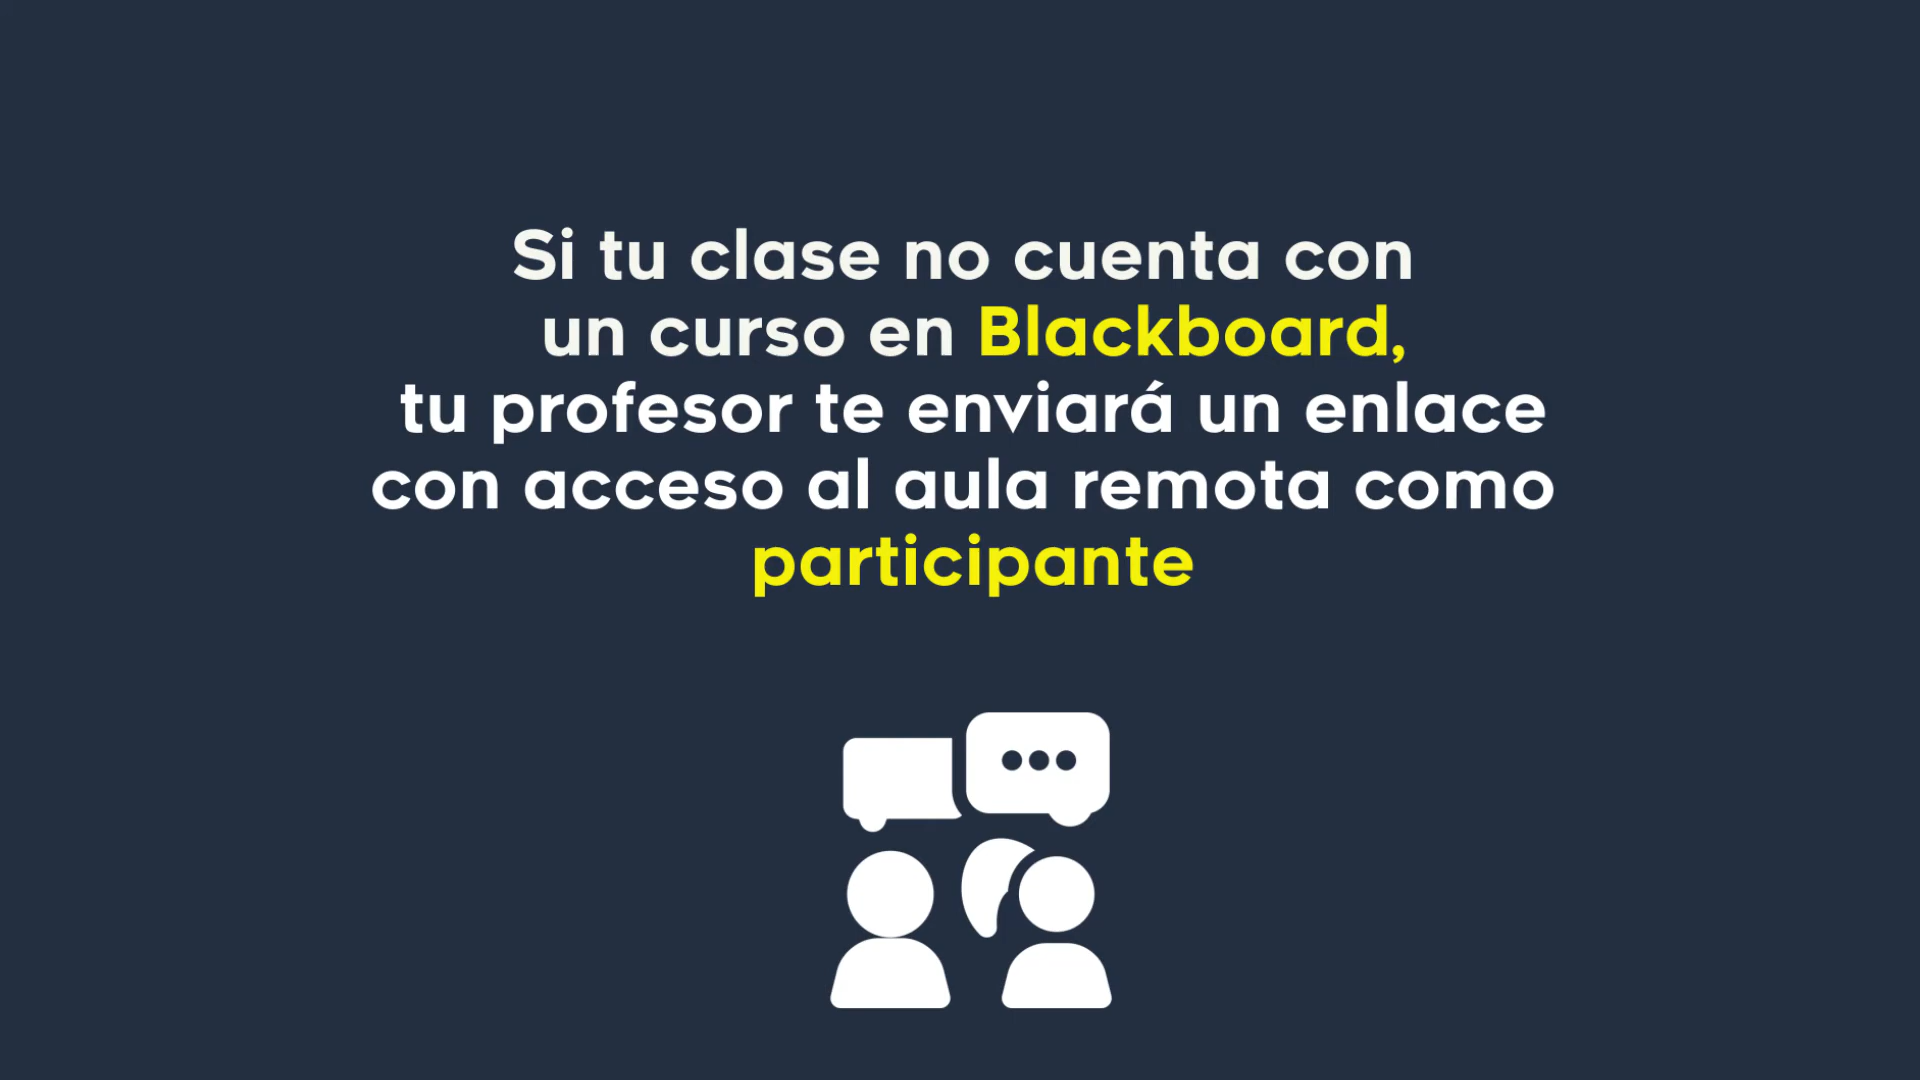 Si tu clase no cuenta con
un curso en Blackboard,
tu profesor te enviará un enlace
con acceso al aula remota como
participante